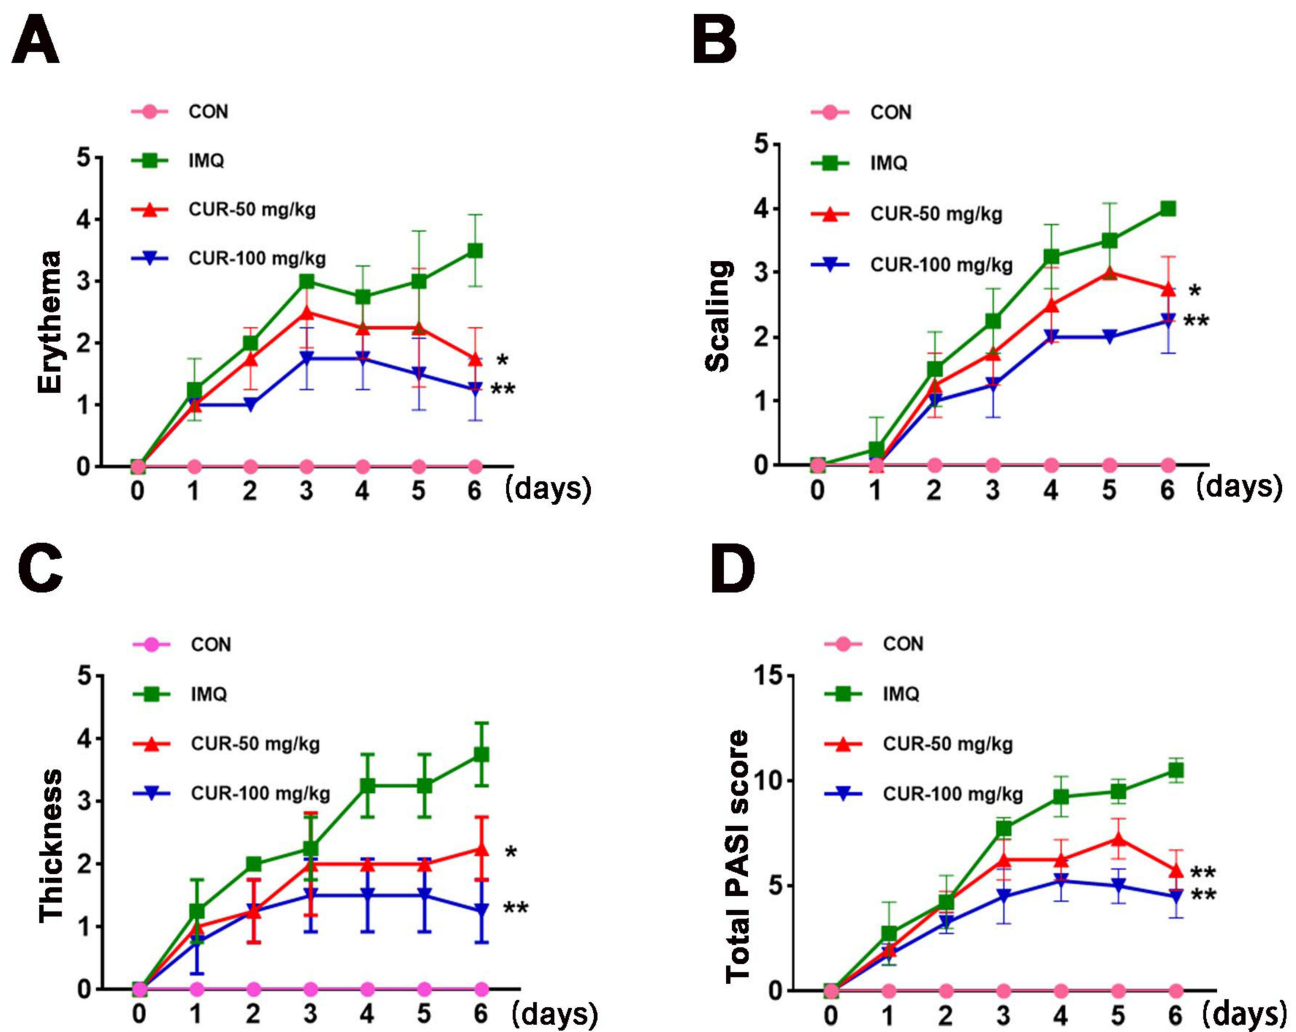 A
CON
IMQ
CUR-50 mg/kg
CUR-100 mg/kg
Erythema
5
4
3
2
1
0
*
**
0 1 2 3 4 5 6 (days)
B
CON
IMQ
CUR-50 mg/kg
CUR-100 mg/kg
Scaling
5
4
3
2
1
0
*
**
0 1 2 3 4 5 6 (days)
C
CON
IMQ
CUR-50 mg/kg
CUR-100 mg/kg
Thickness
5
4
3
2
1
0
*
**
0 1 2 3 4 5 6 (days)
D
CON
IMQ
CUR-50 mg/kg
CUR-100 mg/kg
Total PASI score
15
10
5
0
**
**
0 1 2 3 4 5 6 (days)